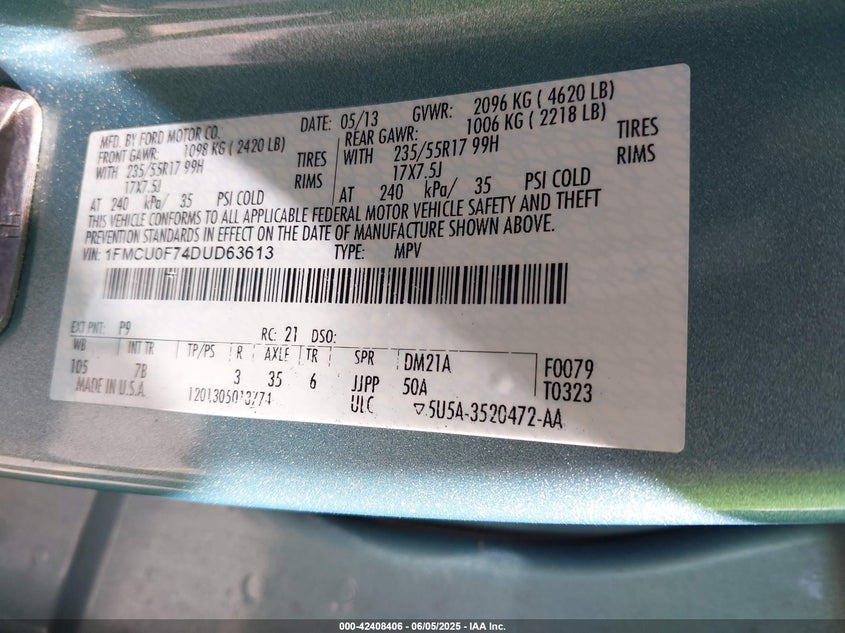 MFD. BY FORD MOTOR CO. DATE: 05/13 GVWR: 2096 KG ( 4620 LB)
FRONT GAWR: 1098 KG ( 2420 LB) REAR GAWR: 1006 KG ( 2218 LB)
WITH 235/55R17 99H TIRES WITH 235/55R17 99H TIRES
17X7.5J RIMS 17X7.5J RIMS
AT 240 kPa/ 35 PSI COLD AT 240 kPa/ 35 PSI COLD
THIS VEHICLE CONFORMS TO ALL APPLICABLE FEDERAL MOTOR VEHICLE SAFETY AND THEFT
PREVENTION STANDARDS IN EFFECT ON THE DATE OF MANUFACTURE SHOWN ABOVE.
VIN: 1FMCU0F74DUD63613 TYPE: MPV
EXT PNT: P9 RC: 21 DSO:
WB INT TR TP/PS R AXLE TR SPR DM21A F0079
105 7B 3 35 6 JJPP 50A T0323
MADE IN U.S.A. ULC ▽5U5A-3520472-AA
000-42408406 - 06/05/2025 - IAA Inc.